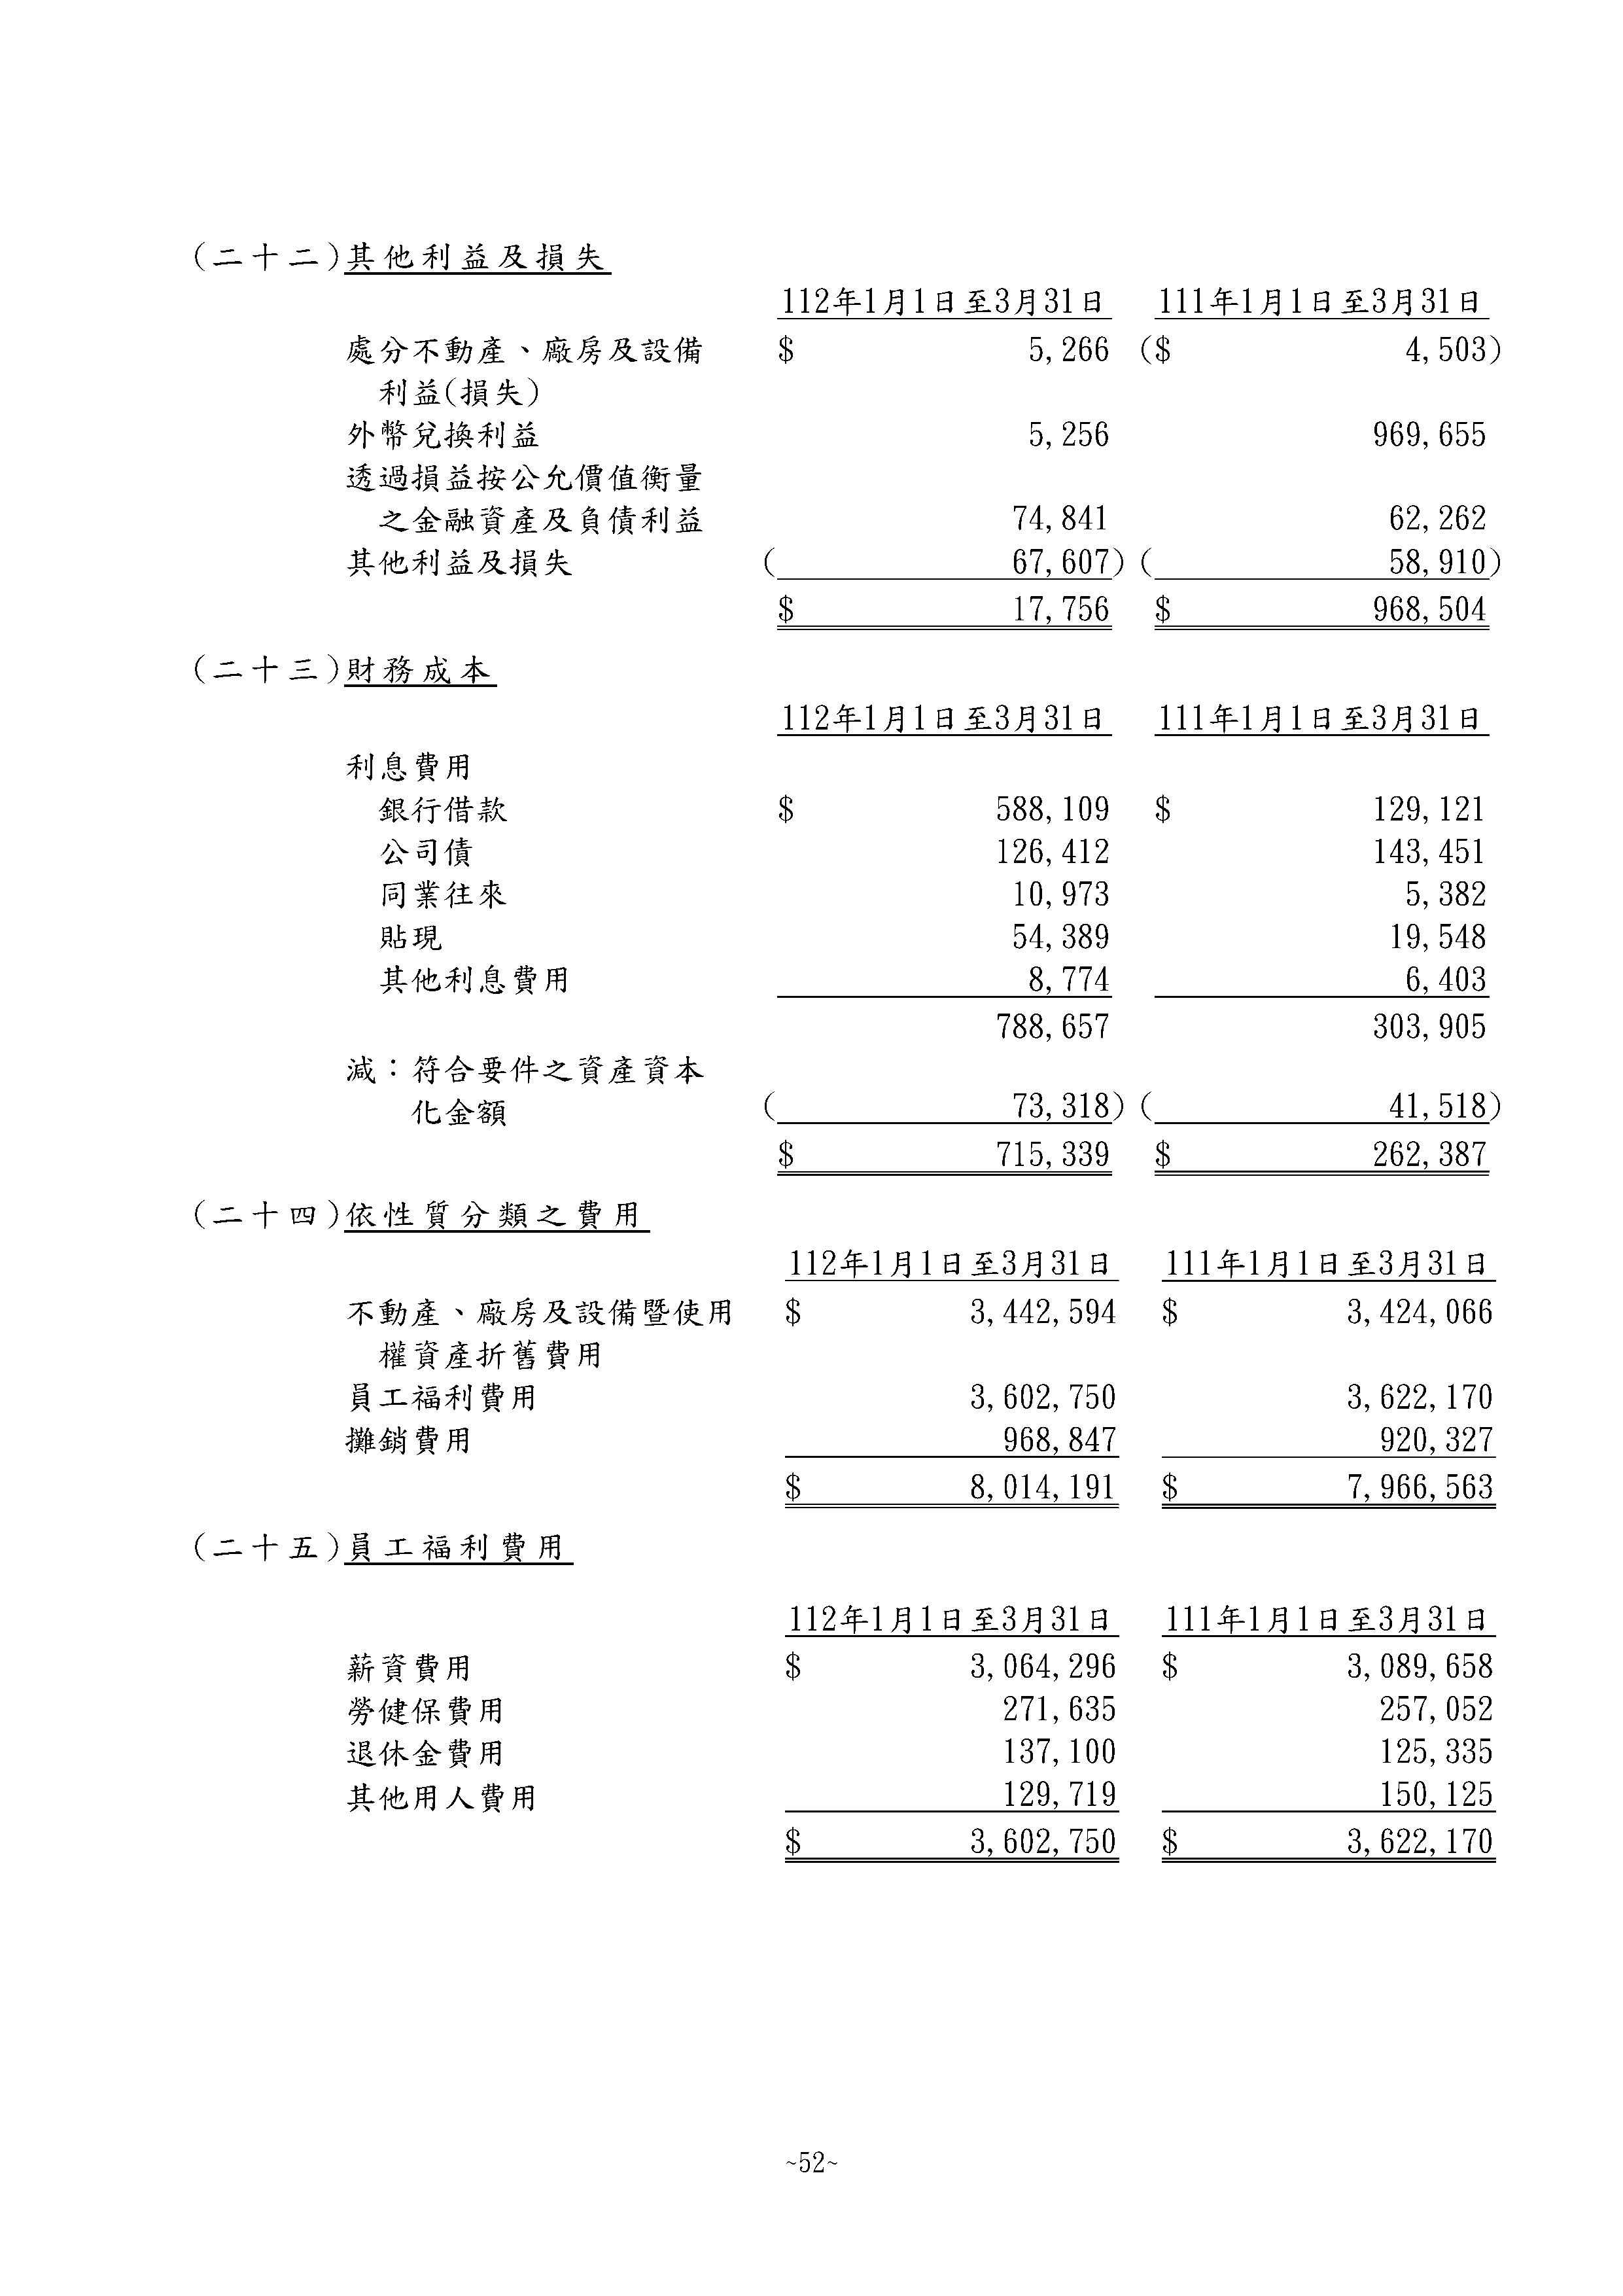 (二十二)其他利益及損失
112年1月1日至3月31日 111年1月1日至3月31日
處分不動產、廠房及設備 $ 5,266 ($ 4,503)
利益(損失)
外幣兌換利益 5,256 969,655
透過損益按公允價值衡量
之金融資產及負債利益 74,841 62,262
其他利益及損失 ( 67,607) ( 58,910)
$ 17,756 $ 968,504
(二十三)財務成本
112年1月1日至3月31日 111年1月1日至3月31日
利息費用
銀行借款 $ 588,109 $ 129,121
公司債 126,412 143,451
同業往來 10,973 5,382
貼現 54,389 19,548
其他利息費用 8,774 6,403
788,657 303,905
減：符合要件之資產資本
化金額 ( 73,318) ( 41,518)
$ 715,339 $ 262,387
(二十四)依性質分類之費用
112年1月1日至3月31日 111年1月1日至3月31日
不動產、廠房及設備暨使用 $ 3,442,594 $ 3,424,066
權資產折舊費用
員工福利費用 3,602,750 3,622,170
攤銷費用 968,847 920,327
$ 8,014,191 $ 7,966,563
(二十五)員工福利費用
112年1月1日至3月31日 111年1月1日至3月31日
薪資費用 $ 3,064,296 $ 3,089,658
勞健保費用 271,635 257,052
退休金費用 137,100 125,335
其他用人費用 129,719 150,125
$ 3,602,750 $ 3,622,170
~52~